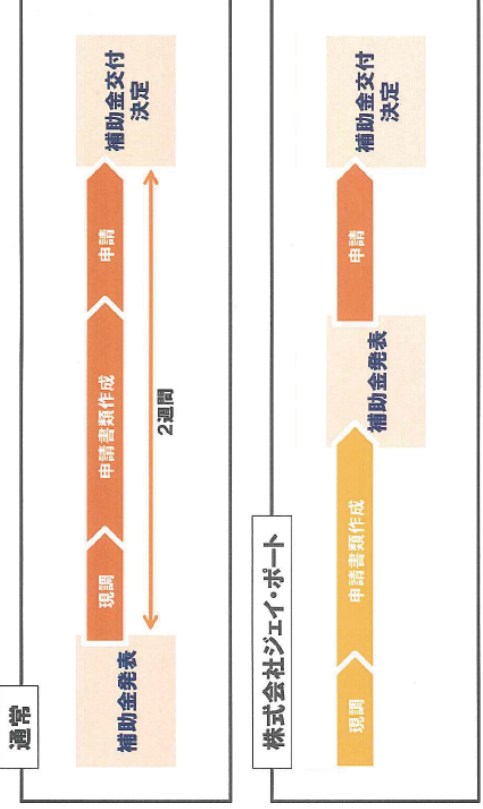 通常
補助金発表
現調
申請書類作成
申請
補助金交付
決定
2週間
株式会社ジェイ・ポート
現調
申請書類作成
補助金発表
申請
補助金交付
決定